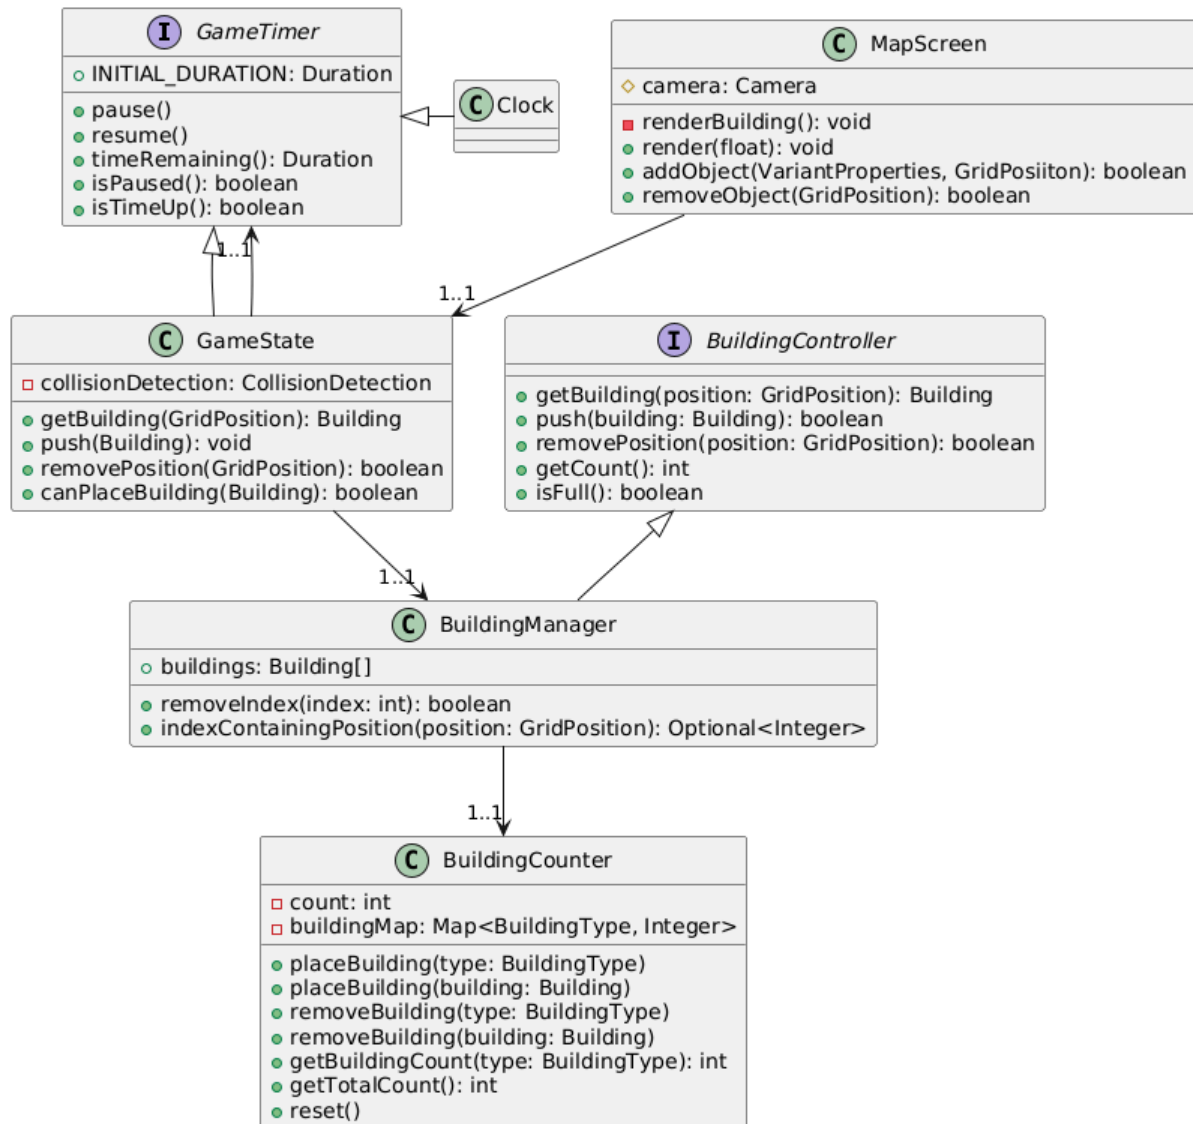 I GameTimer
INITIAL_DURATION: Duration
pause()
resume()
timeRemaining(): Duration
isPaused(): boolean
isTimeUp(): boolean
C Clock
C MapScreen
camera: Camera
renderBuilding(): void
render(float): void
addObject(VariantProperties, GridPosiiton): boolean
removeObject(GridPosition): boolean
1..1
1..1
C GameState
collisionDetection: CollisionDetection
getBuilding(GridPosition): Building
push(Building): void
removePosition(GridPosition): boolean
canPlaceBuilding(Building): boolean
I BuildingController
getBuilding(position: GridPosition): Building
push(building: Building): boolean
removePosition(position: GridPosition): boolean
getCount(): int
isFull(): boolean
1..1
C BuildingManager
buildings: Building[]
removeIndex(index: int): boolean
indexContainingPosition(position: GridPosition): Optional<Integer>
1..1
C BuildingCounter
count: int
buildingMap: Map<BuildingType, Integer>
placeBuilding(type: BuildingType)
placeBuilding(building: Building)
removeBuilding(type: BuildingType)
removeBuilding(building: Building)
getBuildingCount(type: BuildingType): int
getTotalCount(): int
reset()